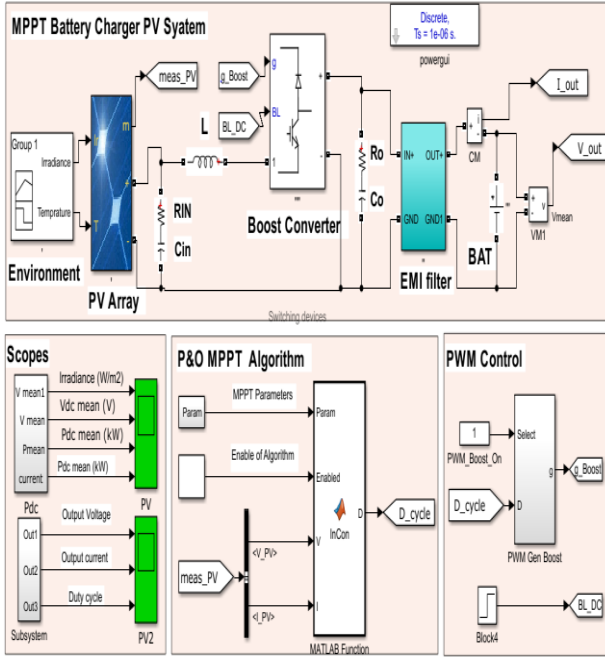 MPPT Battery Charger PV Syatem
Discrete,
Ts = 1e-06 s.
powergui
meas_PV
g_Boost
BL_DC
g
BL
1
+
-
L
Group 1
Irradiance
Temprature
Environment
m
T
+
-
PV Array
RIN
Cin
Boost Converter
Ro
Co
IN+ OUT+
GND GND1
EMI filter
+
-
i
CM
I_out
V_out
BAT
+
-
v
VM1
Vmean
Switching devices
Scopes
V mean1
V mean
Pmean
current
Pdc
Irradiance (W/m2)
Vdc mean (V)
Pdc mean (kW)
Pdc mean (kW)
PV
Out1
Out2
Out3
Subsystem
Output Voltage
Output current
Duty cycle
PV2
P&O MPPT Algorithm
Param
MPPT Parameters
Param
Enable of Algorithm
Enabled
meas_PV
<V_PV>
<I_PV>
V
I
InCon
D
D_cycle
MATLAB Function
PWM Control
1
PWM_Boost_On
Select
D_cycle
D
g
PWM Gen Boost
g_Boost
Block4
BL_DC